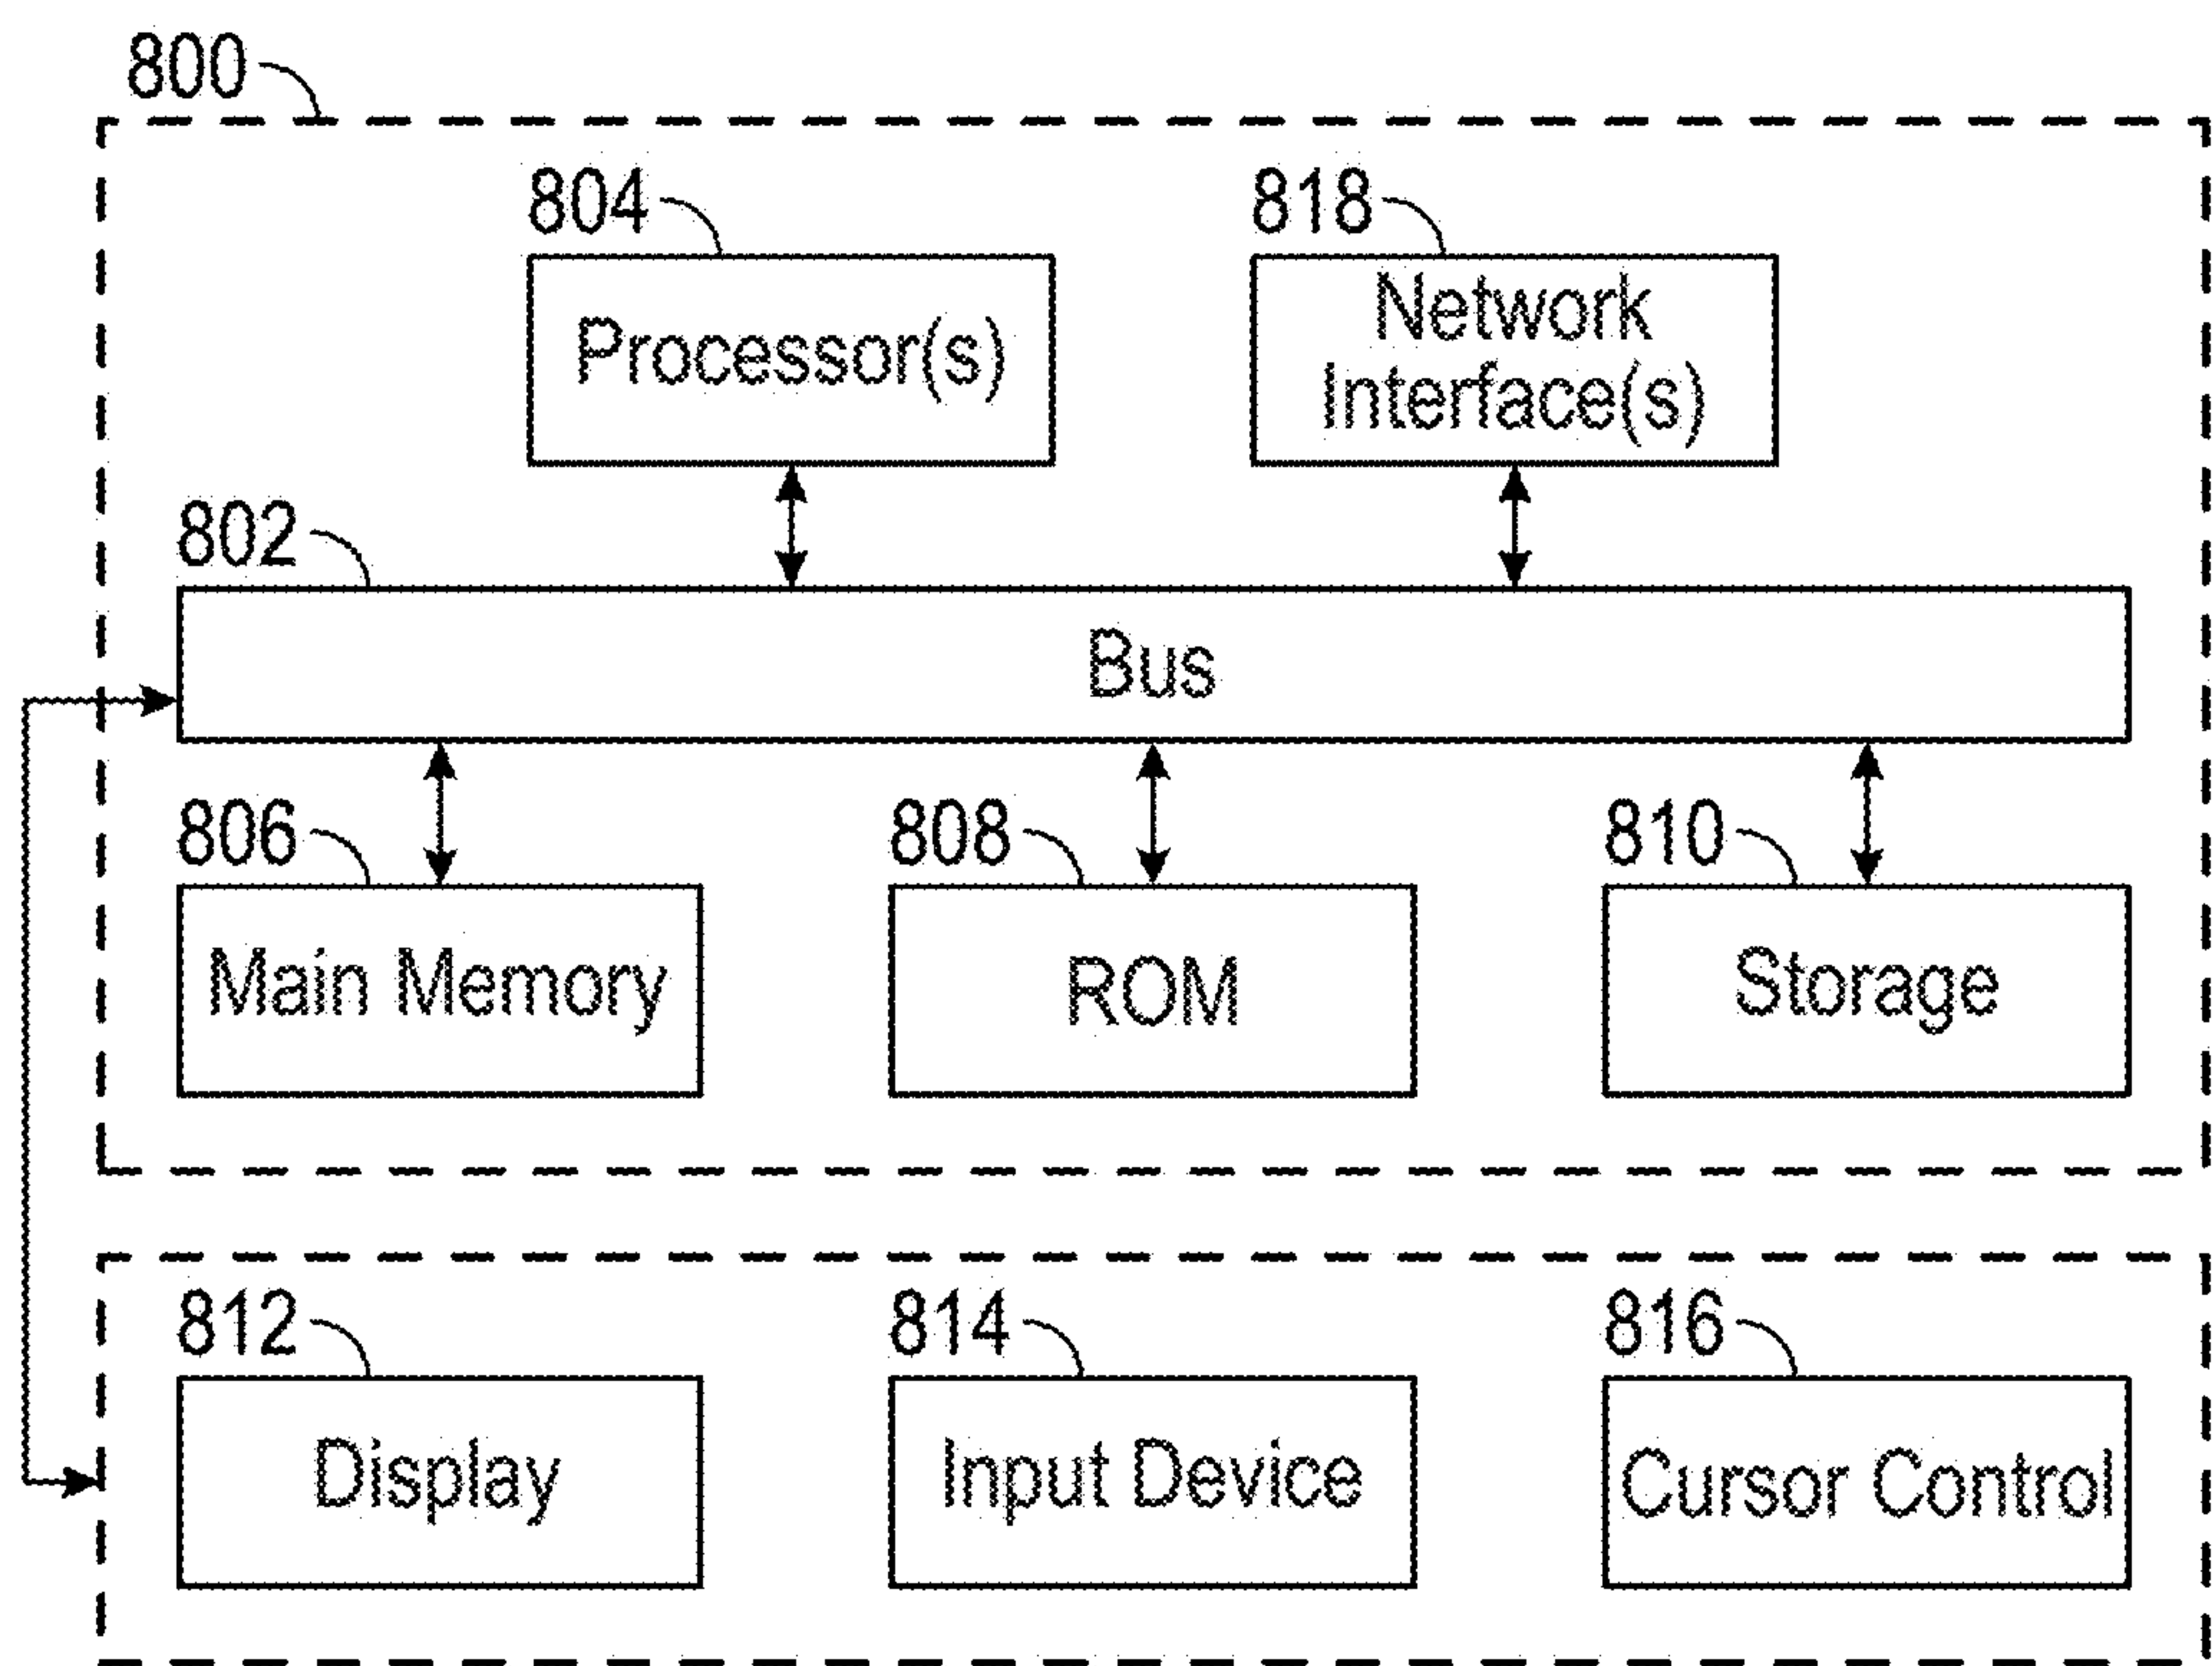 800
804
818
Processor(s)
Network
Interface(s)
802
Bus
806
808
810
Main Memory
ROM
Storage
812
814
816
Display
Input Device
Cursor Control